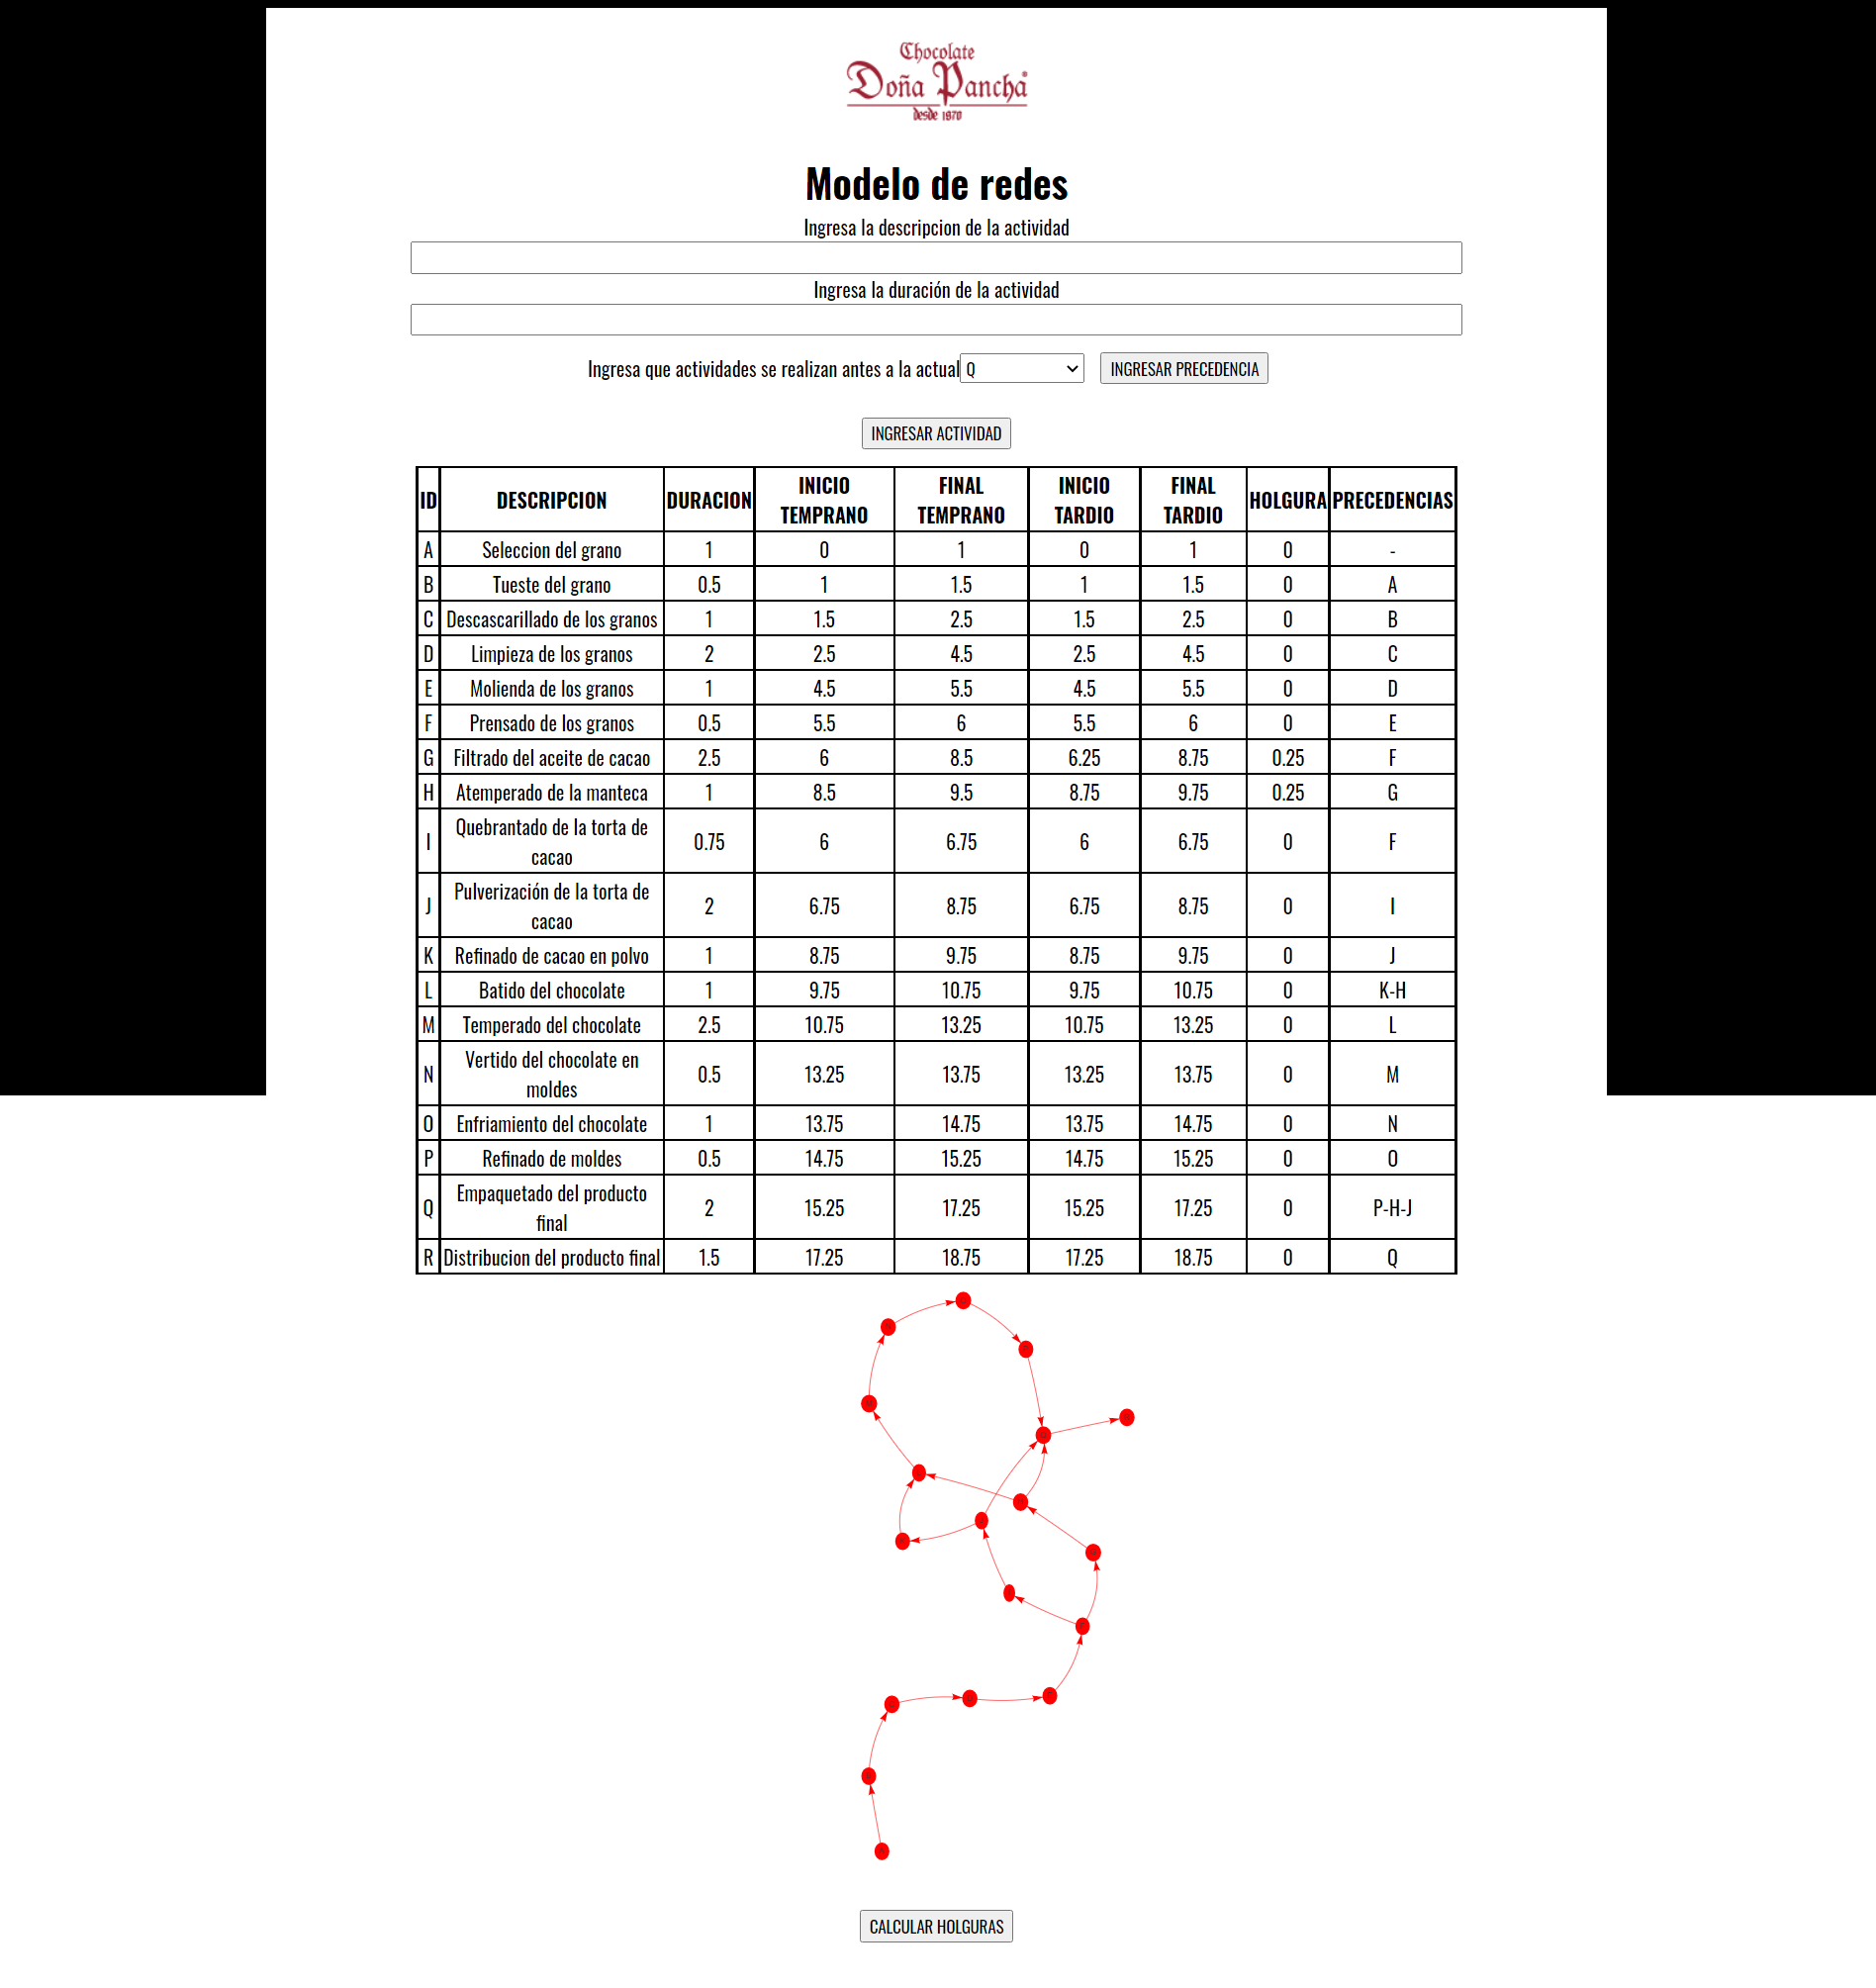 Chocolate
Doña Pancha®
desde 1870
Modelo de redes
Ingresa la descripcion de la actividad
Ingresa la duración de la actividad
Ingresa que actividades se realizan antes a la actual Q INGRESAR PRECEDENCIA
INGRESAR ACTIVIDAD
ID DESCRIPCION DURACION INICIO TEMPRANO FINAL TEMPRANO INICIO TARDIO FINAL TARDIO HOLGURA PRECEDENCIAS
A Seleccion del grano 1 0 1 0 1 0 -
B Tueste del grano 0.5 1 1.5 1 1.5 0 A
C Descascarillado de los granos 1 1.5 2.5 1.5 2.5 0 B
D Limpieza de los granos 2 2.5 4.5 2.5 4.5 0 C
E Molienda de los granos 1 4.5 5.5 4.5 5.5 0 D
F Prensado de los granos 0.5 5.5 6 5.5 6 0 E
G Filtrado del aceite de cacao 2.5 6 8.5 6.25 8.75 0.25 F
H Atemperado de la manteca 1 8.5 9.5 8.75 9.75 0.25 G
I Quebrantado de la torta de cacao 0.75 6 6.75 6 6.75 0 F
J Pulverización de la torta de cacao 2 6.75 8.75 6.75 8.75 0 I
K Refinado de cacao en polvo 1 8.75 9.75 8.75 9.75 0 J
L Batido del chocolate 1 9.75 10.75 9.75 10.75 0 K-H
M Temperado del chocolate 2.5 10.75 13.25 10.75 13.25 0 L
N Vertido del chocolate en moldes 0.5 13.25 13.75 13.25 13.75 0 M
O Enfriamiento del chocolate 1 13.75 14.75 13.75 14.75 0 N
P Refinado de moldes 0.5 14.75 15.25 14.75 15.25 0 O
Q Empaquetado del producto final 2 15.25 17.25 15.25 17.25 0 P-H-J
R Distribucion del producto final 1.5 17.25 18.75 17.25 18.75 0 Q
CALCULAR HOLGURAS